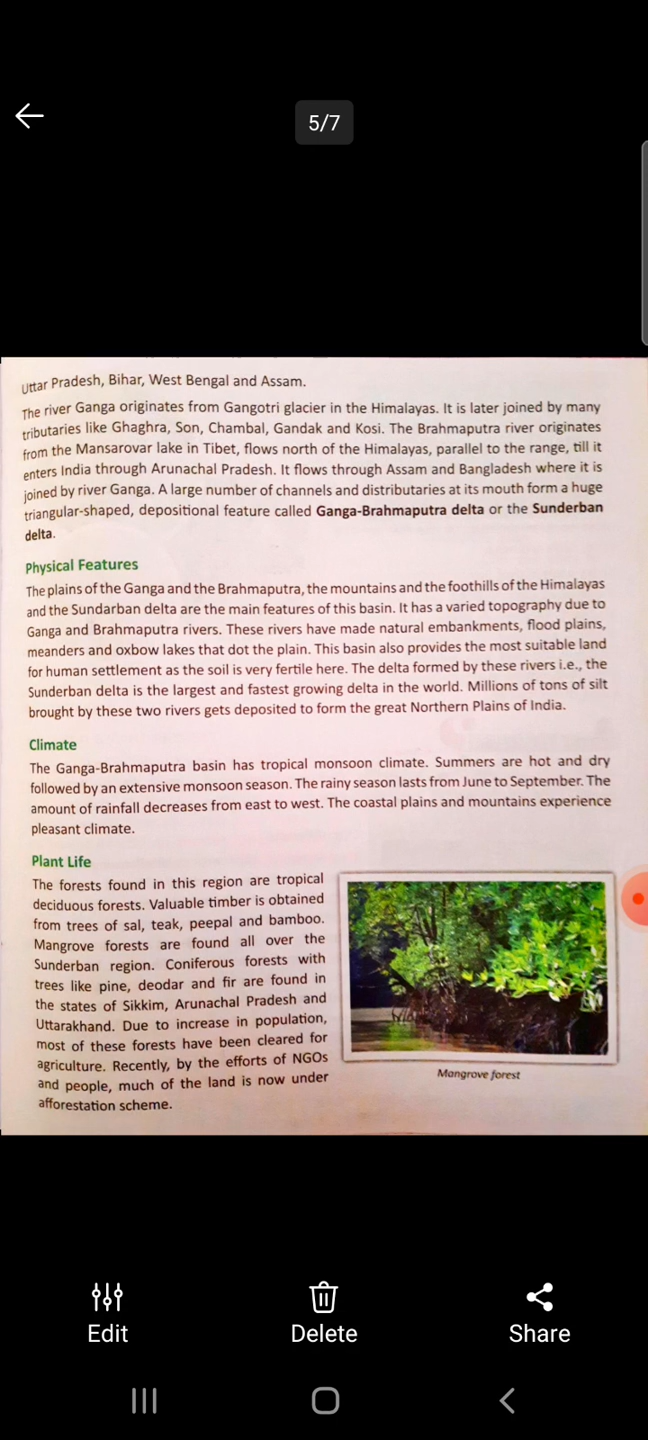 5/7
Uttar Pradesh, Bihar, West Bengal and Assam.
The river Ganga originates from Gangotri glacier in the Himalayas. It is later joined by many
tributaries like Ghaghra, Son, Chambal, Gandak and Kosi. The Brahmaputra river originates
from the Mansarovar lake in Tibet, flows north of the Himalayas, parallel to the range, till it
enters India through Arunachal Pradesh. It flows through Assam and Bangladesh where it is
joined by river Ganga. A large number of channels and distributaries at its mouth form a huge
triangular-shaped, depositional feature called Ganga-Brahmaputra delta or the Sunderban
delta.
Physical Features
The plains of the Ganga and the Brahmaputra, the mountains and the foothills of the Himalayas
and the Sundarban delta are the main features of this basin. It has a varied topography due to
Ganga and Brahmaputra rivers. These rivers have made natural embankments, flood plains,
meanders and oxbow lakes that dot the plain. This basin also provides the most suitable land
for human settlement as the soil is very fertile here. The delta formed by these rivers i.e., the
Sunderban delta is the largest and fastest growing delta in the world. Millions of tons of silt
brought by these two rivers gets deposited to form the great Northern Plains of India.
Climate
The Ganga-Brahmaputra basin has tropical monsoon climate. Summers are hot and dry
followed by an extensive monsoon season. The rainy season lasts from June to September. The
amount of rainfall decreases from east to west. The coastal plains and mountains experience
pleasant climate.
Plant Life
The forests found in this region are tropical
deciduous forests. Valuable timber is obtained
from trees of sal, teak, peepal and bamboo.
Mangrove forests are found all over the
Sunderban region. Coniferous forests with
trees like pine, deodar and fir are found in
the states of Sikkim, Arunachal Pradesh and
Uttarakhand. Due to increase in population,
most of these forests have been cleared for
agriculture. Recently, by the efforts of NGOs
and people, much of the land is now under
afforestation scheme.
Mangrove forest
Edit
Delete
Share